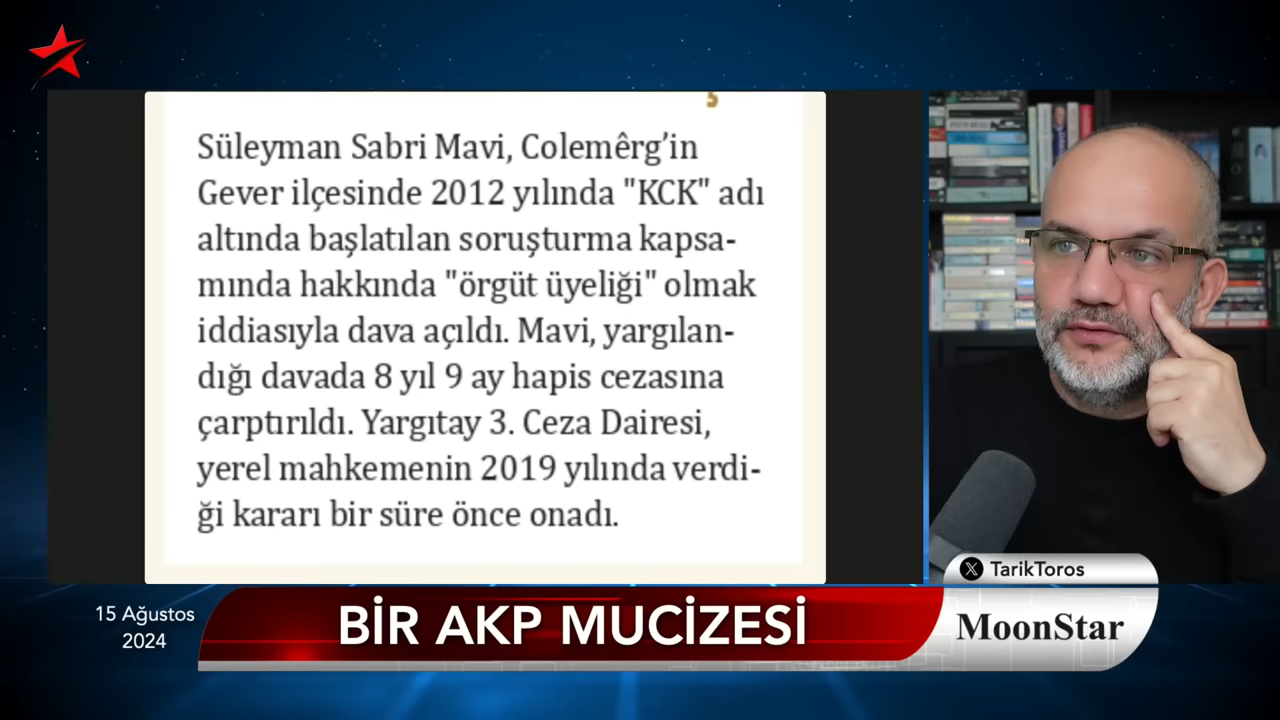 Süleyman Sabri Mavi, Colemêrg’in
Gever ilçesinde 2012 yılında "KCK" adı
altında başlatılan soruşturma kapsa-
mında hakkında "örgüt üyeliği" olmak
iddiasıyla dava açıldı. Mavi, yargılan-
dığı davada 8 yıl 9 ay hapis cezasına
çarptırıldı. Yargıtay 3. Ceza Dairesi,
yerel mahkemenin 2019 yılında verdi-
ği kararı bir süre önce onadı.
X TarikToros
15 Ağustos
2024
BİR AKP MUCİZESİ
MoonStar